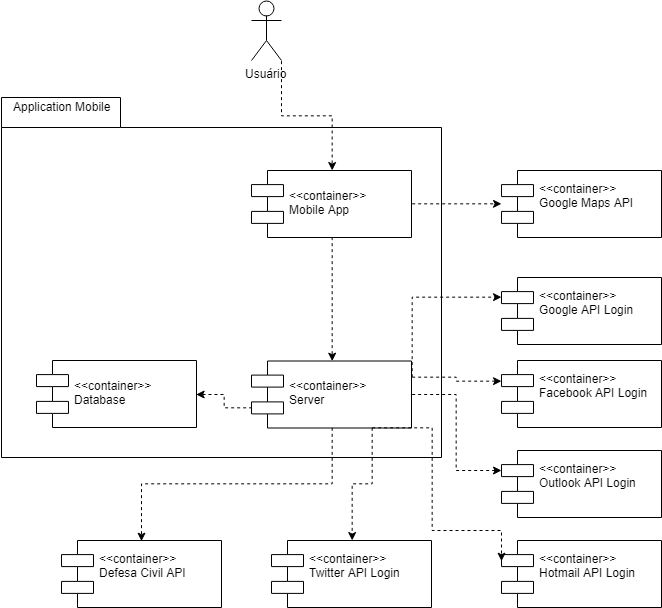 Usuário
Application Mobile
<<container>>
Mobile App
<<container>>
Google Maps API
<<container>>
Google API Login
<<container>>
Database
<<container>>
Server
<<container>>
Facebook API Login
<<container>>
Outlook API Login
<<container>>
Defesa Civil API
<<container>>
Twitter API Login
<<container>>
Hotmail API Login